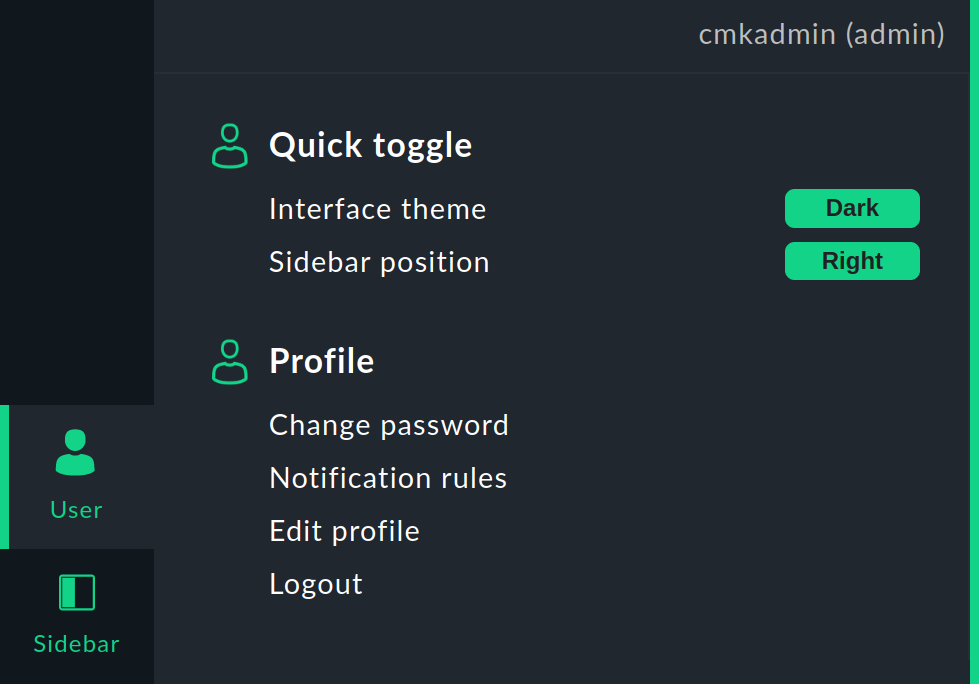 cmkadmin (admin)
Quick toggle
Interface theme Dark
Sidebar position Right
Profile
Change password
Notification rules
Edit profile
Logout
User
Sidebar